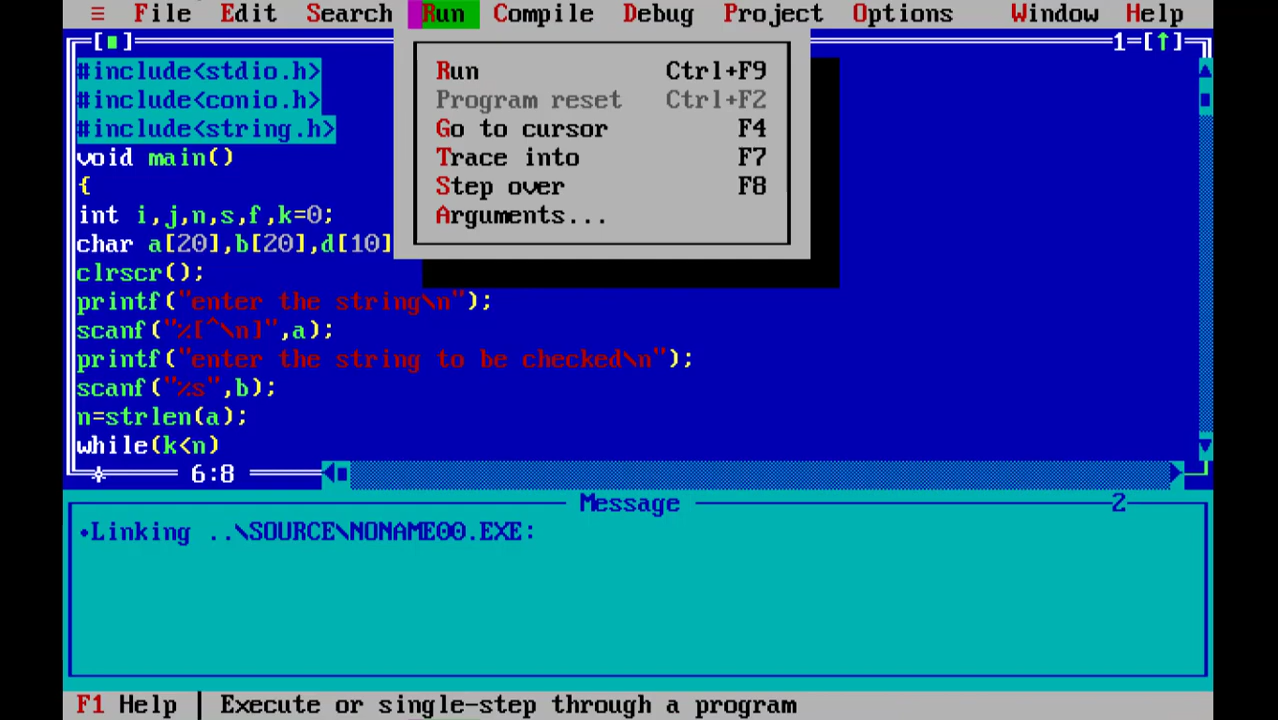 ≡ File Edit Search Run Compile Debug Project Options Window Help
[■] 1=[↑]
Run Ctrl+F9
Program reset Ctrl+F2
Go to cursor F4
Trace into F7
Step over F8
Arguments...
#include<stdio.h>
#include<conio.h>
#include<string.h>
void main()
{
int i,j,n,s,f,k=0;
char a[20],b[20],d[10]
clrscr();
printf("enter the string\n");
scanf("%[^\n]",a);
printf("enter the string to be checked\n");
scanf("%s",b);
n=strlen(a);
while(k<n)
6:8
Message 2
•Linking ..\SOURCE\NONAME00.EXE:
F1 Help | Execute or single-step through a program